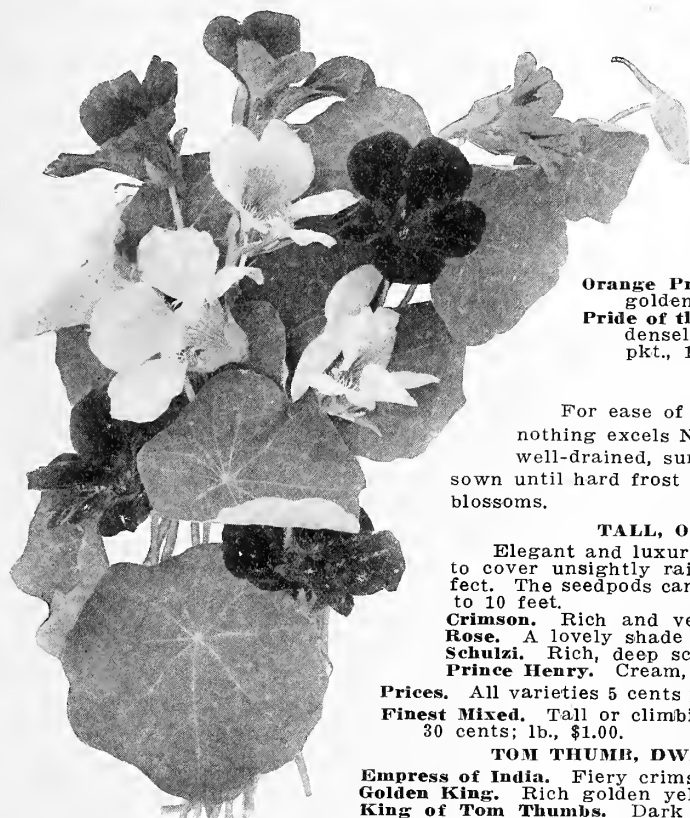 Orange Pr
golden
Pride of t
densel
pkt., 1
For ease of
nothing excels N
well-drained, su
sown until hard frost
blossoms.
TALL, O
Elegant and luxur
to cover unsightly rai
fect. The seedpods can
to 10 feet.
Crimson. Rich and ve
Rose. A lovely shade
Schulzi. Rich, deep sc
Prince Henry. Cream,
Prices. All varieties 5 cents
Finest Mixed. Tall or climbi
30 cents; lb., $1.00.
TOM THUMB, DW
Empress of India. Fiery crims
Golden King. Rich golden yel
King of Tom Thumbs. Dark